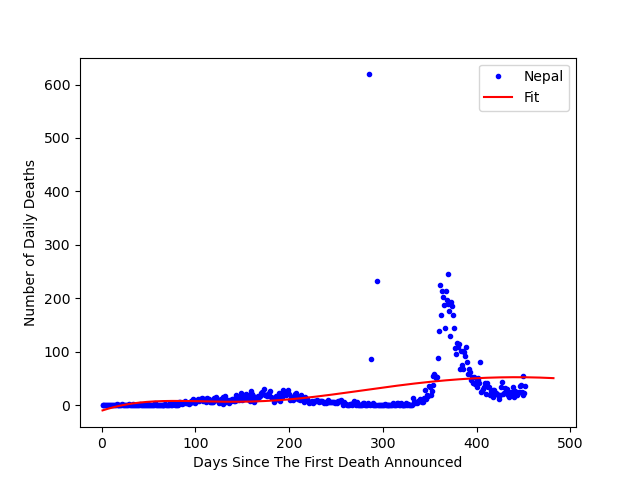 Nepal
Fit
600
500
400
300
200
100
0
Number of Daily Deaths
0 100 200 300 400 500
Days Since The First Death Announced